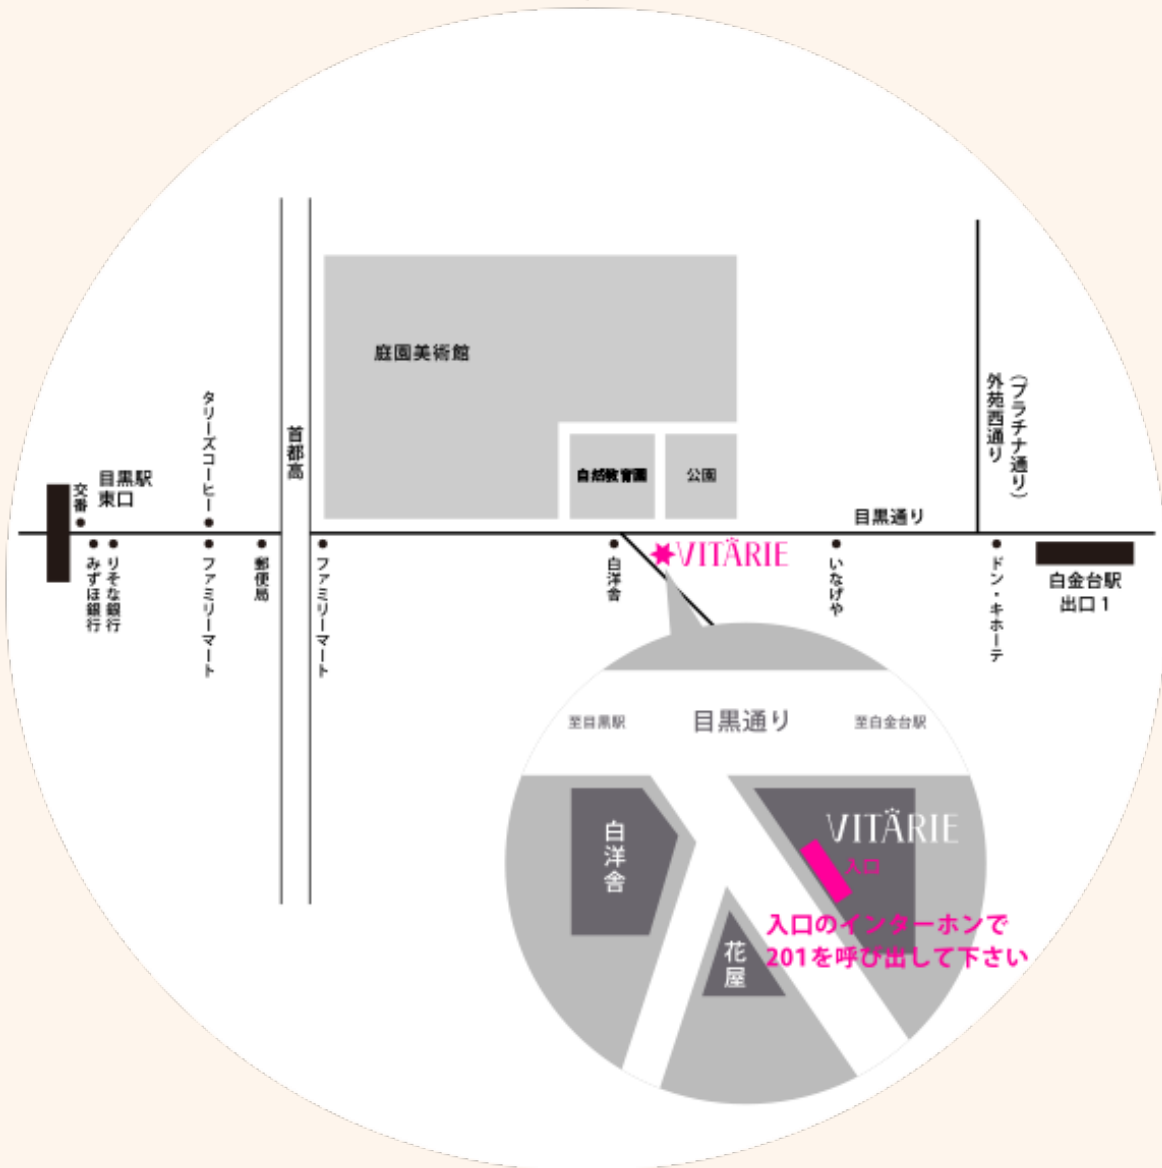 庭園美術館
タリーズコーヒー
首都高
外苑西通り
(プラチナ通り)
目黒駅
東口
交番
自然教育園
公園
目黒通り
みずほ銀行
りそな銀行
ファミリーマート
郵便局
ファミリーマート
白洋舎
VITÄRIE
いなげや
ドン・キホーテ
白金台駅
出口 1
至目黒駅
目黒通り
至白金台駅
白洋舎
VITÄRIE
入口
入口のインターホンで
201を呼び出して下さい
花屋